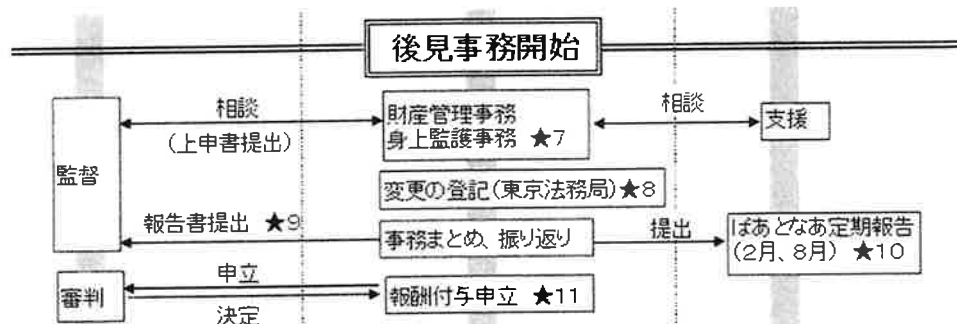 後見事務開始
相談
(上申書提出)
監督
財産管理事務
身上監護事務 ★7
相談
支援
変更の登記(東京法務局)★8
報告書提出 ★9
事務まとめ、振り返り
提出
ぱあとなあ定期報告
(2月、8月) ★10
審判
申立
決定
報酬付与申立 ★11